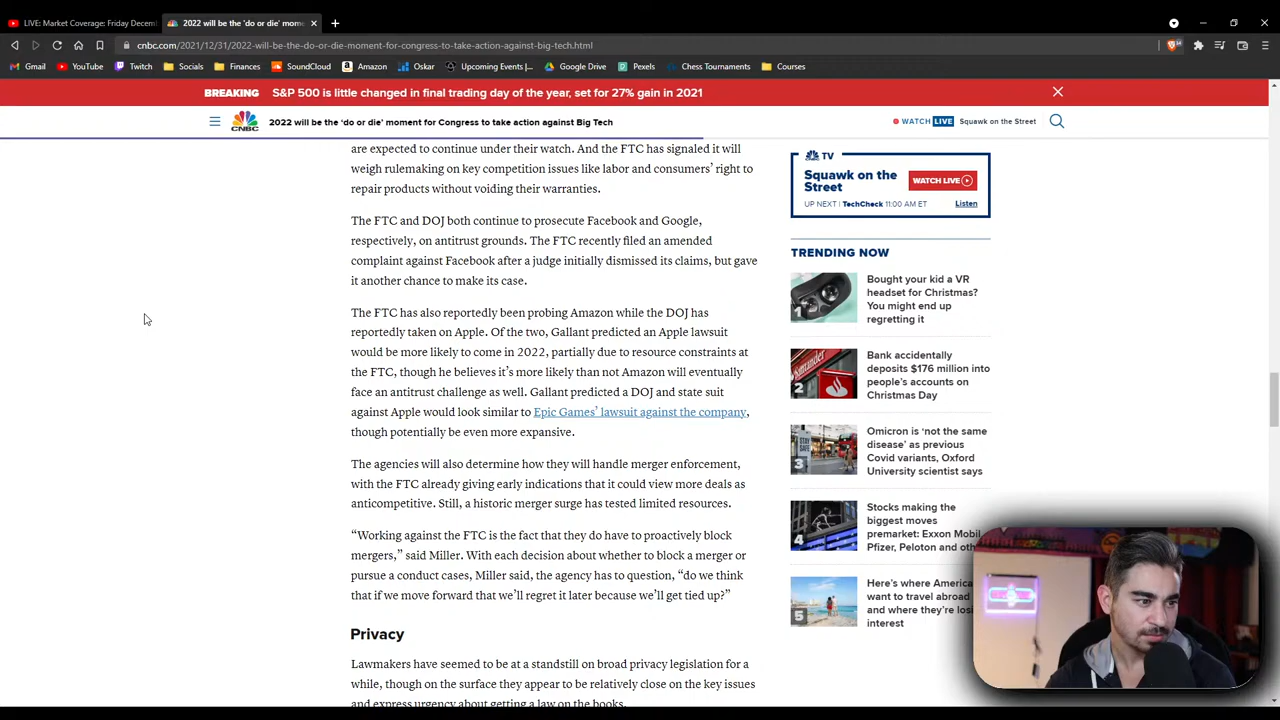 LIVE: Market Coverage: Friday Decem
2022 will be the 'do or die' mome
cnbc.com/2021/12/31/2022-will-be-the-do-or-die-moment-for-congress-to-take-action-against-big-tech.html
Gmail YouTube Twitch Socials Finances SoundCloud Amazon Oskar Upcoming Events|... Google Drive Pexels Chess Tournaments Courses
BREAKING S&P 500 is little changed in final trading day of the year, set for 27% gain in 2021
CNBC 2022 will be the 'do or die' moment for Congress to take action against Big Tech
WATCH LIVE Squawk on the Street
are expected to continue under their watch. And the FTC has signaled it will
weigh rulemaking on key competition issues like labor and consumers' right to
repair products without voiding their warranties.
The FTC and DOJ both continue to prosecute Facebook and Google,
respectively, on antitrust grounds. The FTC recently filed an amended
complaint against Facebook after a judge initially dismissed its claims, but gave
it another chance to make its case.
The FTC has also reportedly been probing Amazon while the DOJ has
reportedly taken on Apple. Of the two, Gallant predicted an Apple lawsuit
would be more likely to come in 2022, partially due to resource constraints at
the FTC, though he believes it's more likely than not Amazon will eventually
face an antitrust challenge as well. Gallant predicted a DOJ and state suit
against Apple would look similar to Epic Games' lawsuit against the company,
though potentially be even more expansive.
The agencies will also determine how they will handle merger enforcement,
with the FTC already giving early indications that it could view more deals as
anticompetitive. Still, a historic merger surge has tested limited resources.
“Working against the FTC is the fact that they do have to proactively block
mergers,” said Miller. With each decision about whether to block a merger or
pursue a conduct cases, Miller said, the agency has to question, “do we think
that if we move forward that we'll regret it later because we'll get tied up?”
Privacy
Lawmakers have seemed to be at a standstill on broad privacy legislation for a
while, though on the surface they appear to be relatively close on the key issues
and express urgency about getting a law on the books.
TV
Squawk on the
Street
WATCH LIVE
UP NEXT | TechCheck 11:00 AM ET Listen
TRENDING NOW
1
Bought your kid a VR
headset for Christmas?
You might end up
regretting it
2
Bank accidentally
deposits $176 million into
people's accounts on
Christmas Day
3
Omicron is 'not the same
disease' as previous
Covid variants, Oxford
University scientist says
4
Stocks making the
biggest moves
premarket: Exxon Mobil,
Pfizer, Peloton and oth
5
Here's where America
want to travel abroad
and where they're losi
interest